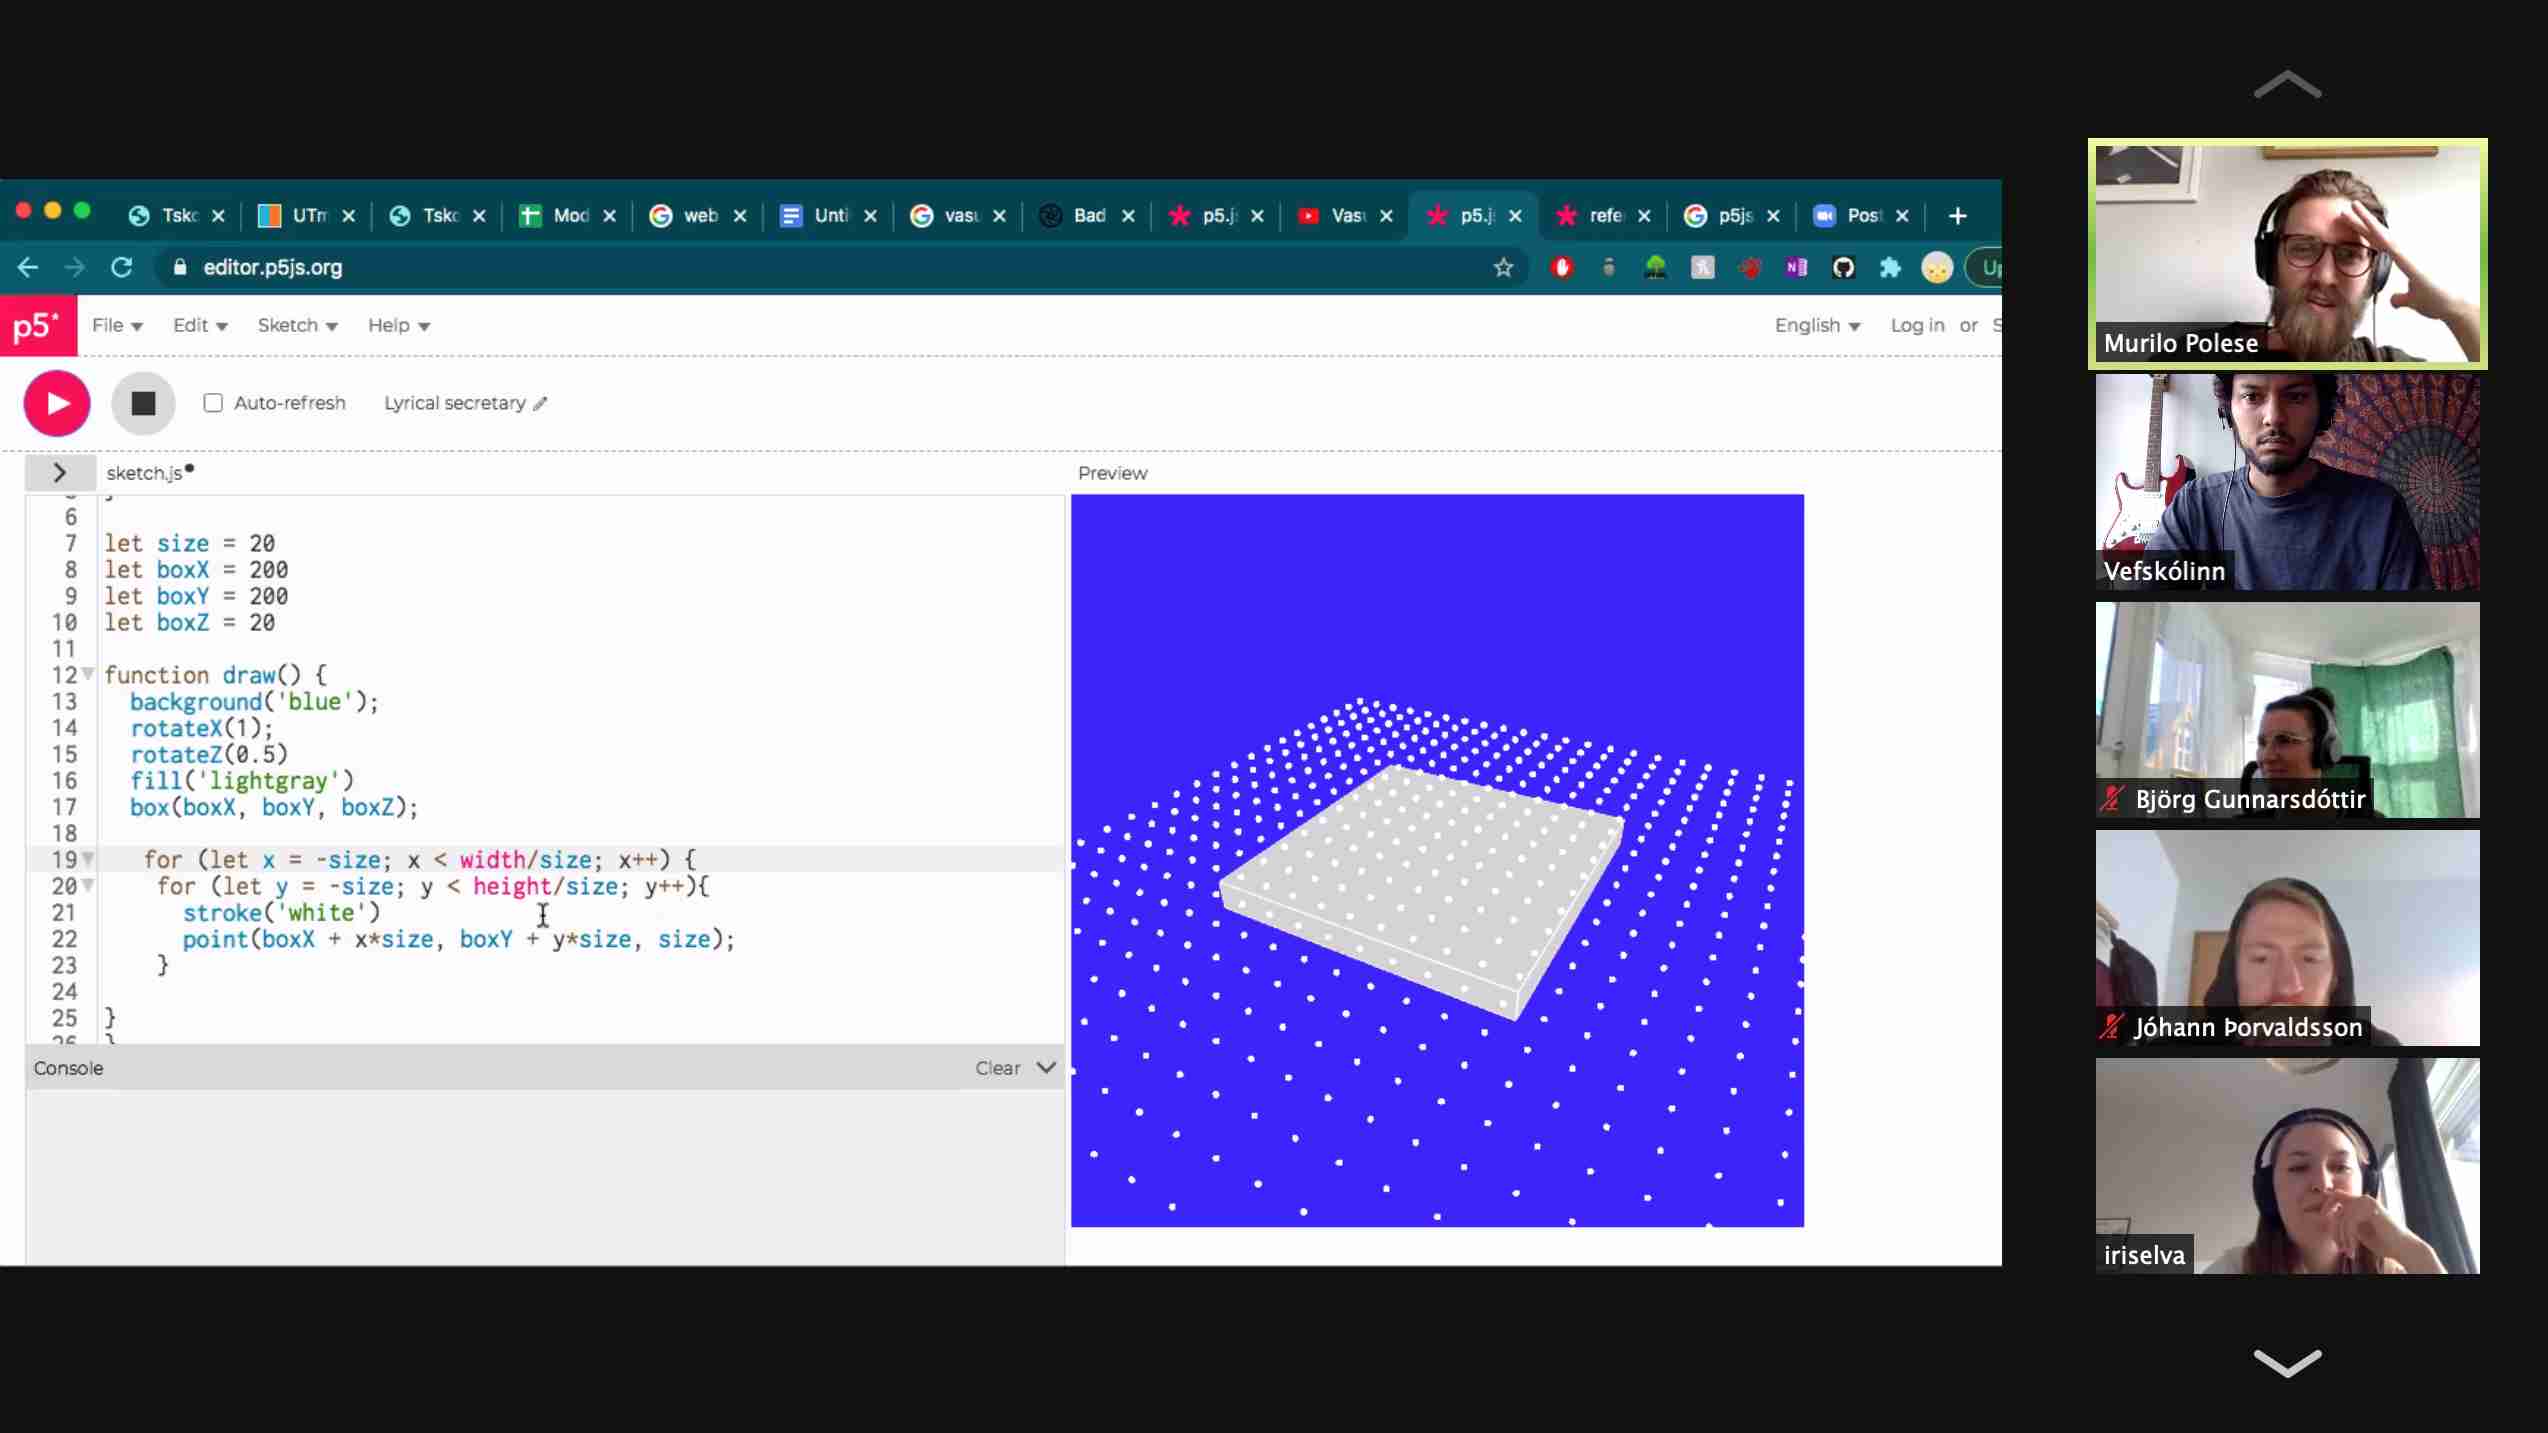 Tskc
UTm
Tskc
Mod
web
Unti
vasu
Bad
p5.j
Vasu
p5.j
refe
p5js
Post
editor.p5js.org
Up
p5*
File
Edit
Sketch
Help
English
Log in or S
Auto-refresh
Lyrical secretary
sketch.js
Preview
6
7 let size = 20
8 let boxX = 200
9 let boxY = 200
10 let boxZ = 20
11
12 function draw() {
13 background('blue');
14 rotateX(1);
15 rotateZ(0.5)
16 fill('lightgray')
17 box(boxX, boxY, boxZ);
18
19 for (let x = -size; x < width/size; x++) {
20 for (let y = -size; y < height/size; y++){
21 stroke('white')
22 point(boxX + x*size, boxY + y*size, size);
23 }
24
25 }
26 }
Console
Clear
Murilo Polese
Vefskólinn
Björg Gunnarsdóttir
Jóhann Þorvaldsson
iriselva